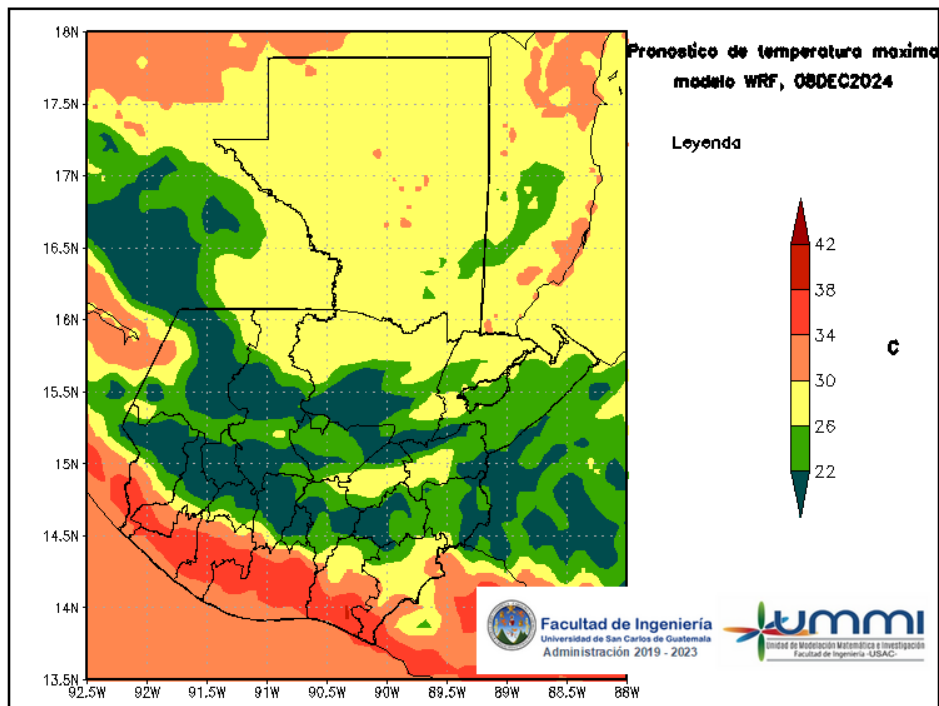 18N
17.5N
17N
16.5N
16N
15.5N
15N
14.5N
14N
13.5N
92.5W 92W 91.5W 91W 90.5W 90W 89.5W 89W 88.5W 88W
Pronostico de temperatura maxima
modelo WRF, 08DEC2024
Leyenda
42
38
34
30
26
22
C
Facultad de Ingeniería
Universidad de San Carlos de Guatemala
Administración 2019 - 2023
UMMI
Unidad de Modelación Matemática e Investigación
Facultad de Ingeniería -USAC-